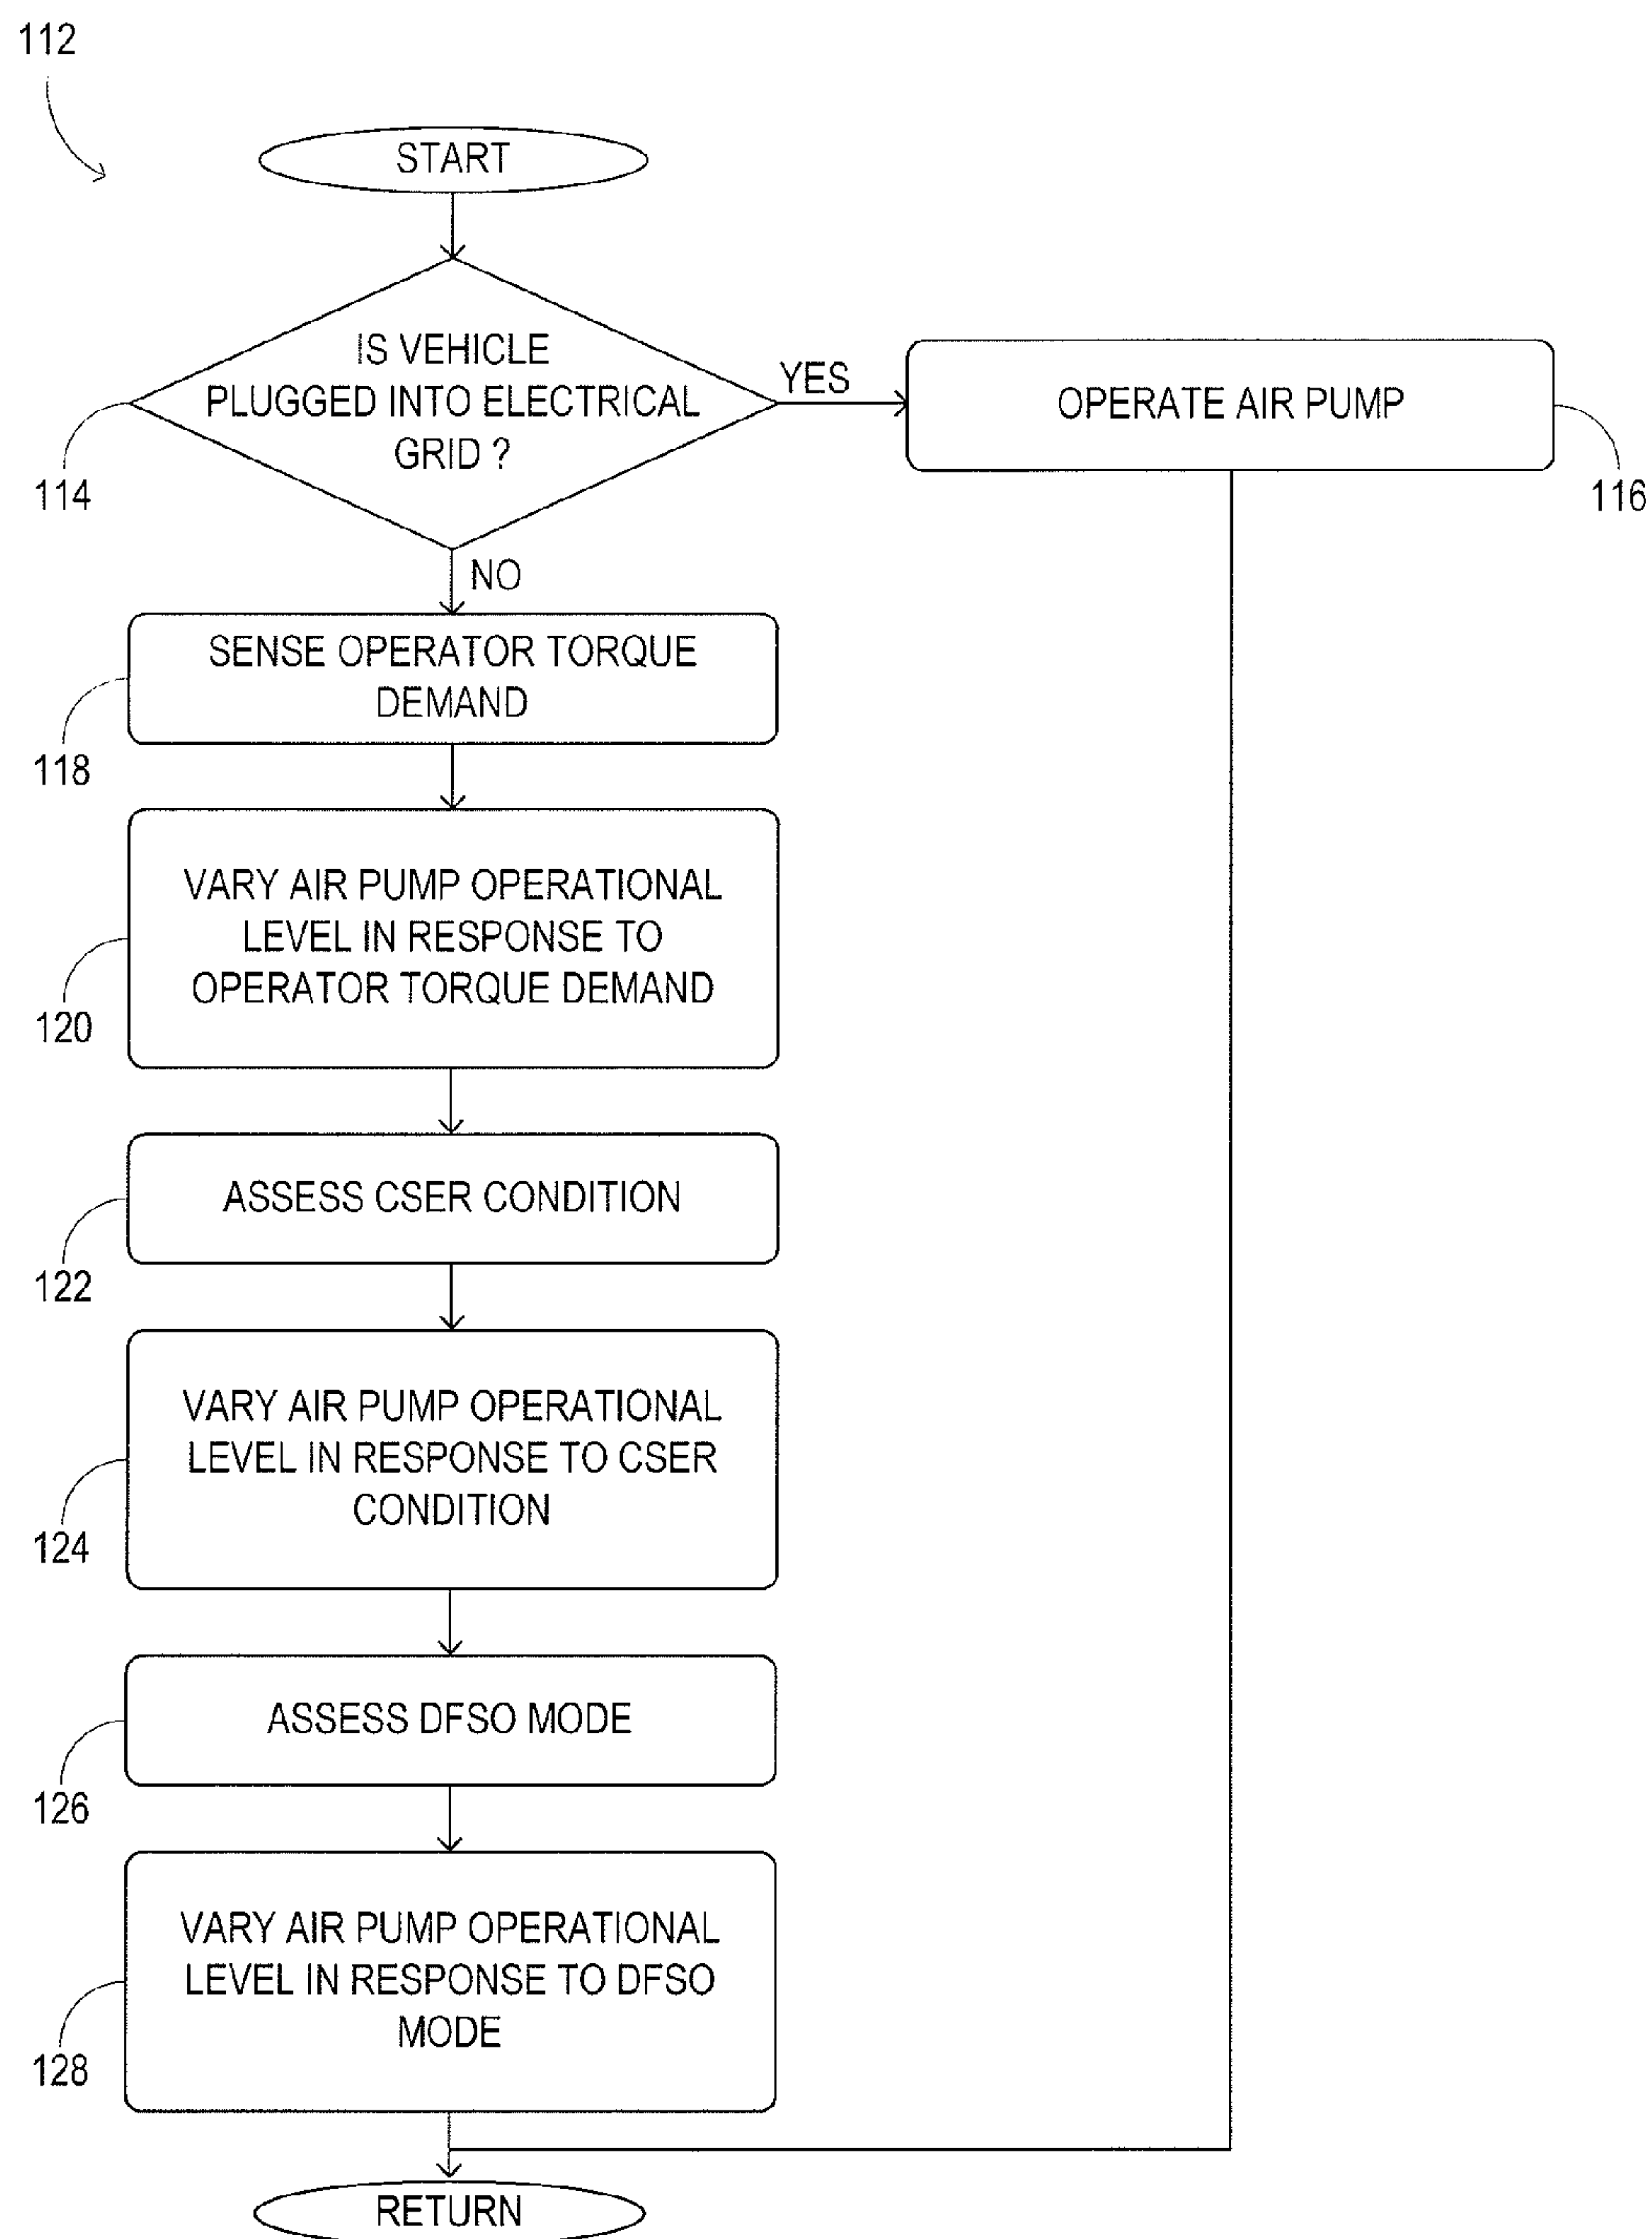 112
START
IS VEHICLE
PLUGGED INTO ELECTRICAL
GRID ?
YES
OPERATE AIR PUMP
114
116
NO
SENSE OPERATOR TORQUE
DEMAND
118
VARY AIR PUMP OPERATIONAL
LEVEL IN RESPONSE TO
OPERATOR TORQUE DEMAND
120
ASSESS CSER CONDITION
122
VARY AIR PUMP OPERATIONAL
LEVEL IN RESPONSE TO CSER
CONDITION
124
ASSESS DFSO MODE
126
VARY AIR PUMP OPERATIONAL
LEVEL IN RESPONSE TO DFSO
MODE
128
RETURN